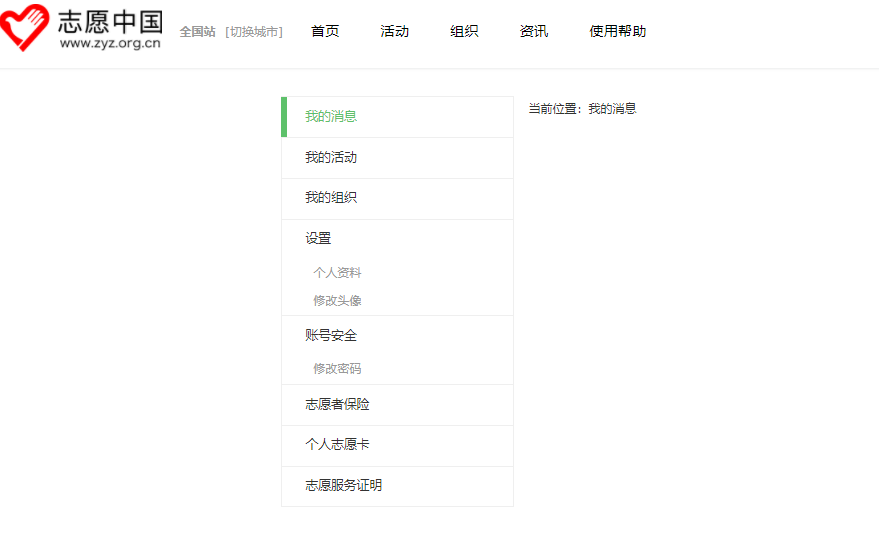 志愿中国
www.zyz.org.cn
全国站 [切换城市] 首页 活动 组织 资讯 使用帮助
我的消息
我的活动
我的组织
设置
个人资料
修改头像
账号安全
修改密码
志愿者保险
个人志愿卡
志愿服务证明
当前位置：我的消息